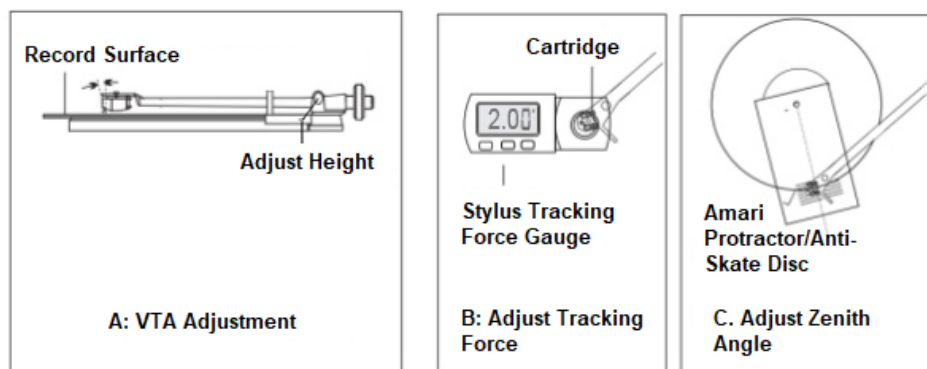 Record Surface
Adjust Height
A: VTA Adjustment
Cartridge
2.00
Stylus Tracking
Force Gauge
B: Adjust Tracking
Force
Amari
Protractor/Anti-
Skate Disc
C. Adjust Zenith
Angle